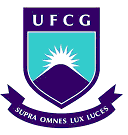 UFCG
SUPRA OMNES LUX LUCES